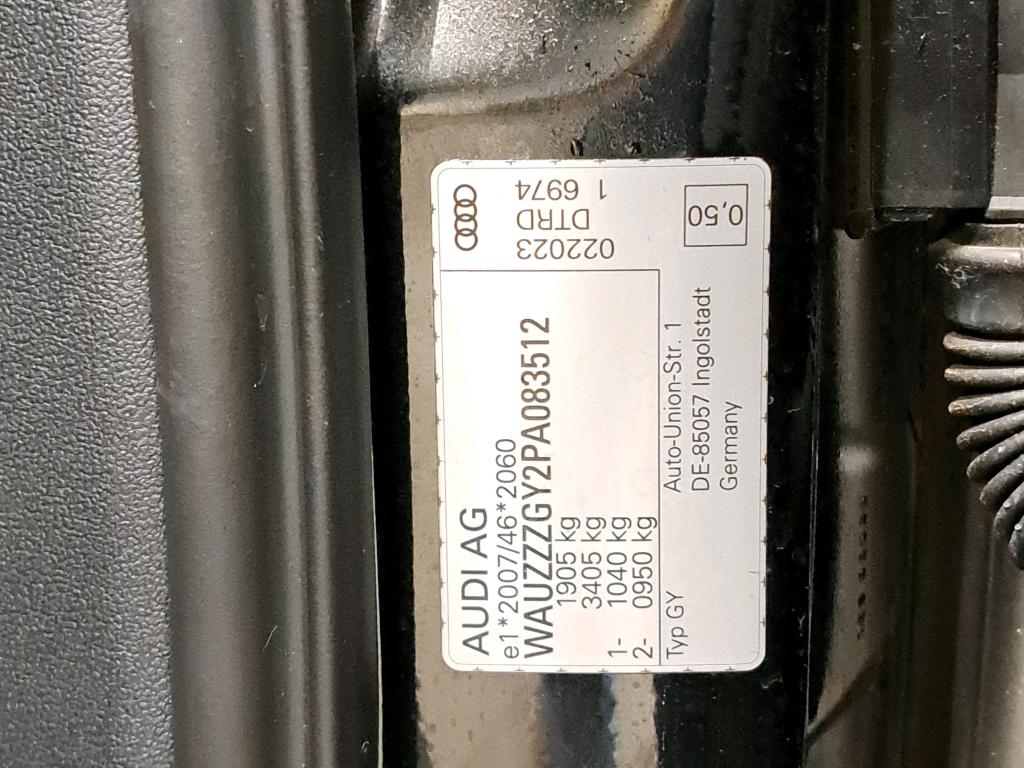 AUDI AG
e1*2007/46*2060
WAUZZZGY2PA083512
1905 kg
3405 kg
1- 1040 kg
2- 0950 kg
Typ GY
Auto-Union-Str. 1
DE-85057 Ingolstadt
Germany
022023
DTRD
1 6974
0,50